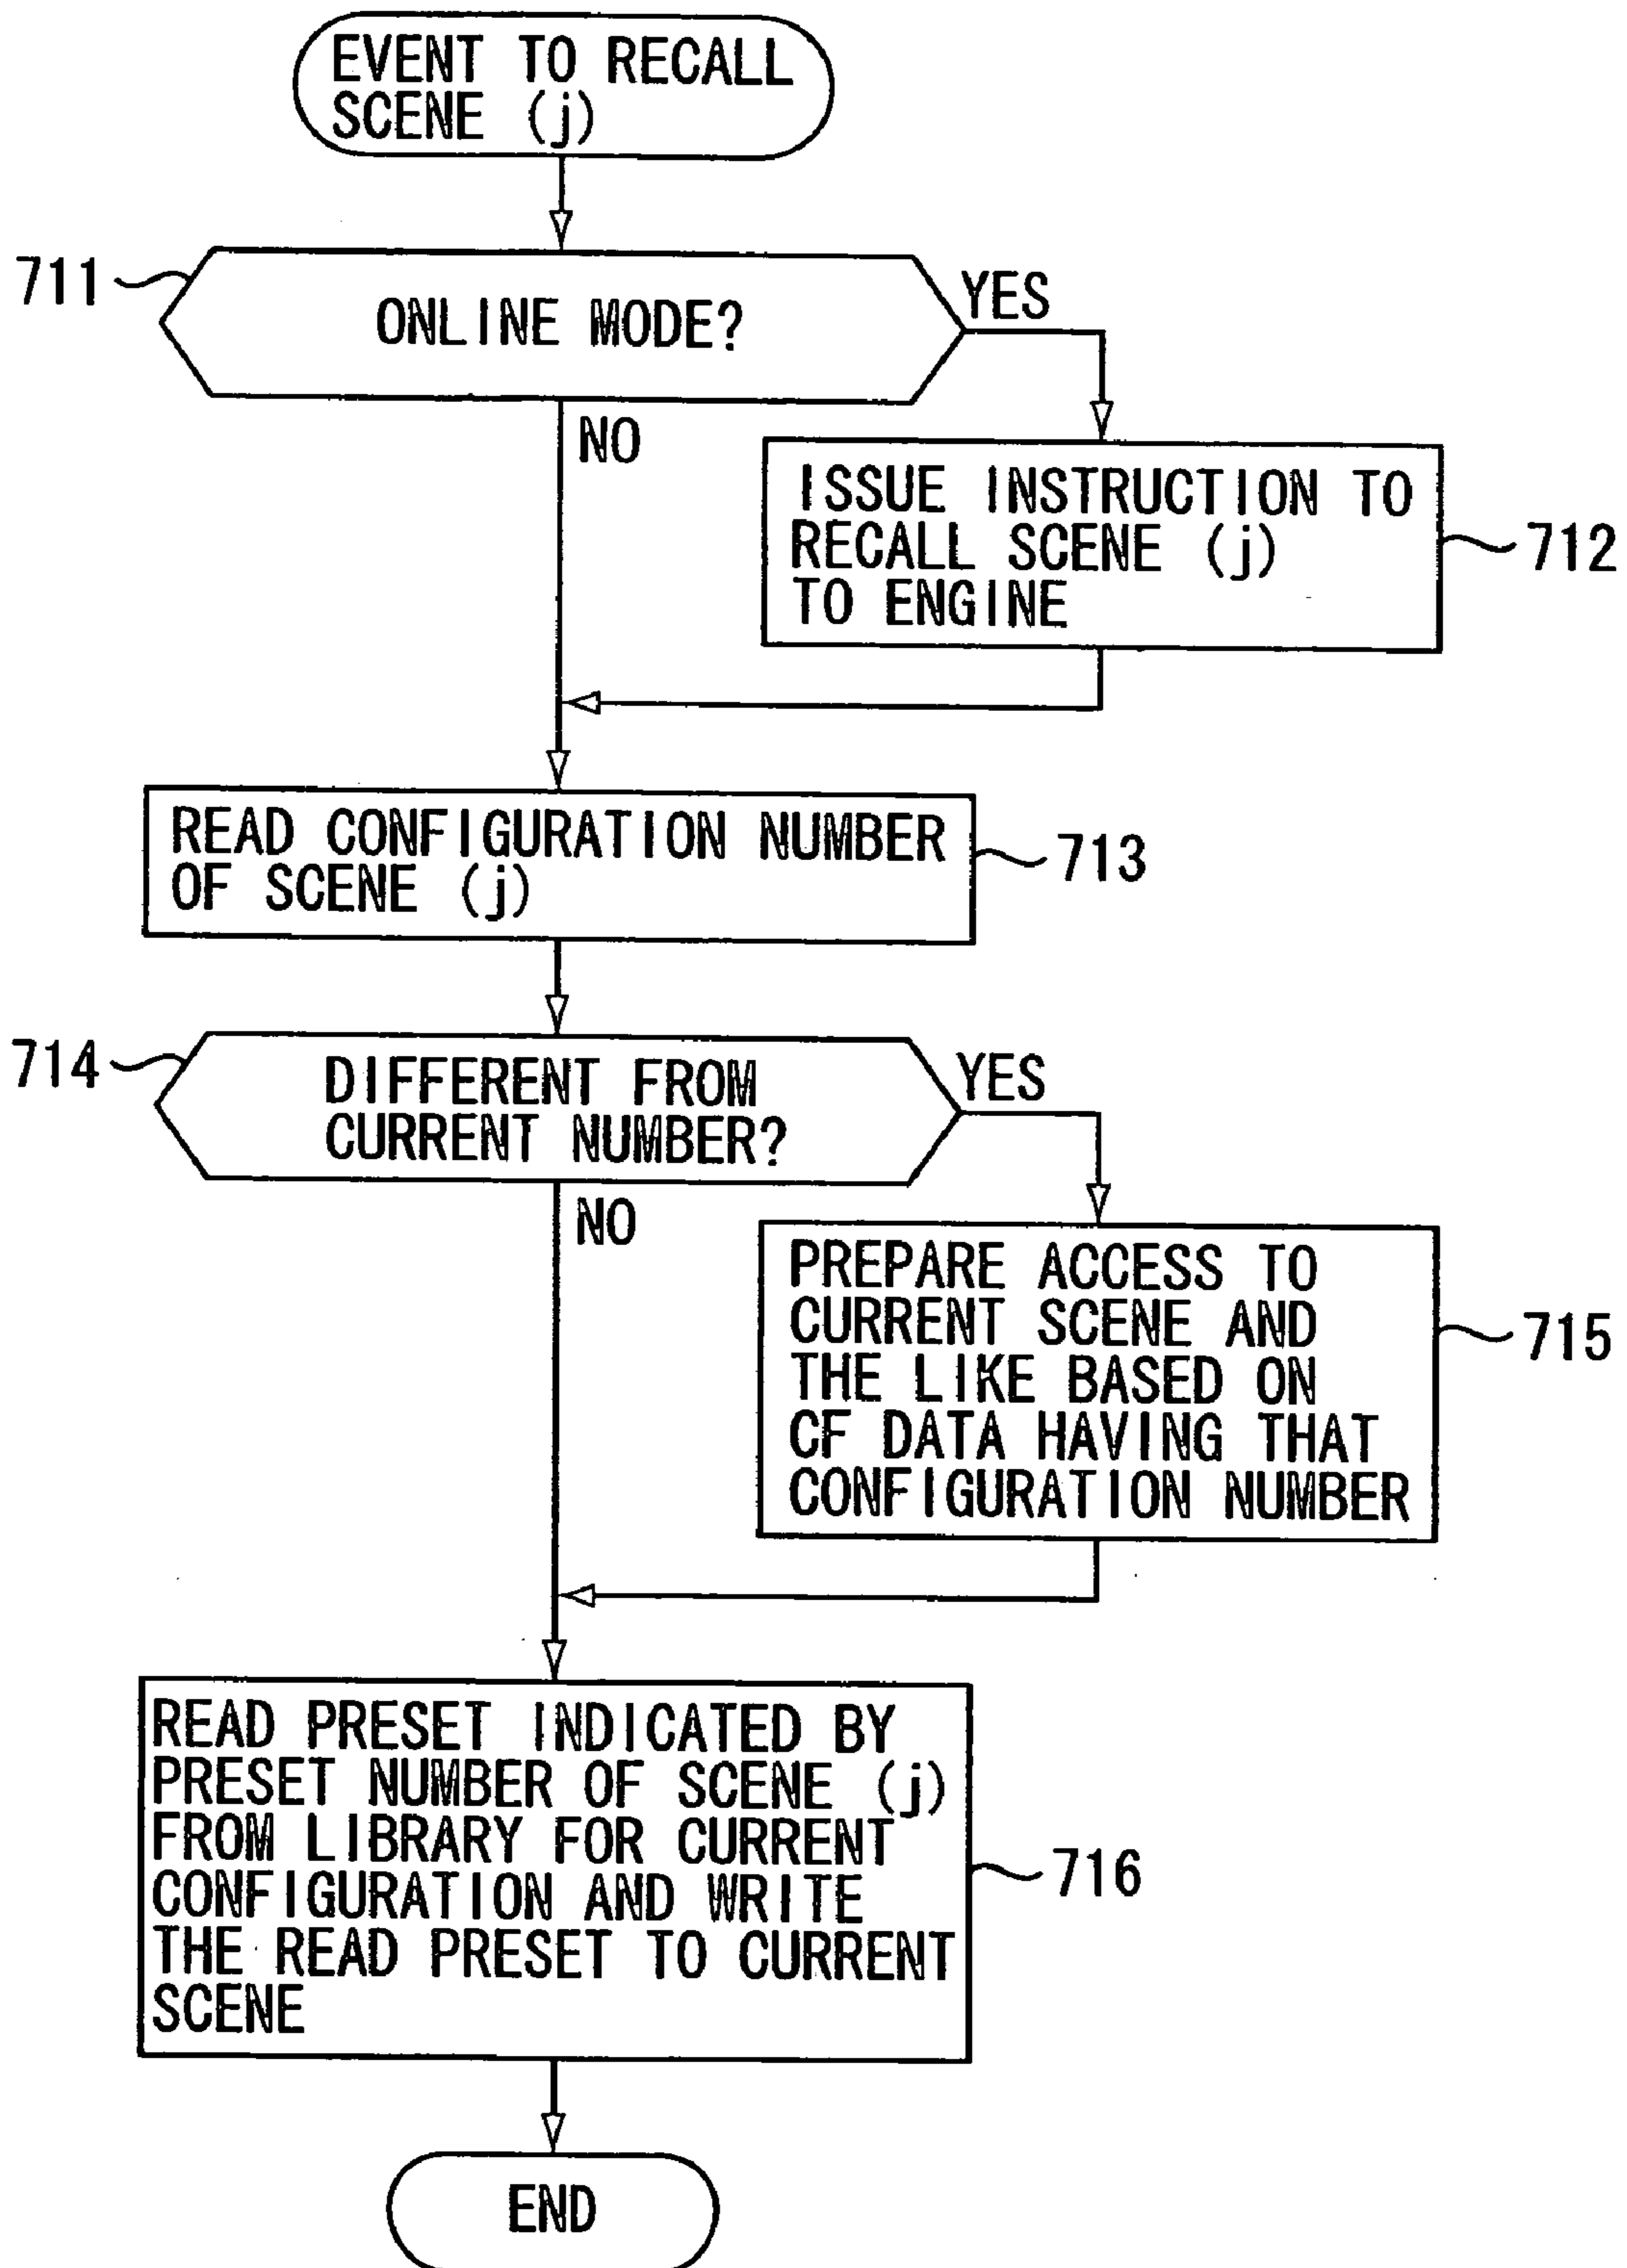 EVENT TO RECALL
SCENE (j)
711
ONLINE MODE?
YES
NO
ISSUE INSTRUCTION TO
RECALL SCENE (j)
TO ENGINE
712
READ CONFIGURATION NUMBER
OF SCENE (j)
713
714
DIFFERENT FROM
CURRENT NUMBER?
YES
NO
PREPARE ACCESS TO
CURRENT SCENE AND
THE LIKE BASED ON
CF DATA HAVING THAT
CONFIGURATION NUMBER
715
READ PRESET INDICATED BY
PRESET NUMBER OF SCENE (j)
FROM LIBRARY FOR CURRENT
CONFIGURATION AND WRITE
THE READ PRESET TO CURRENT
SCENE
716
END